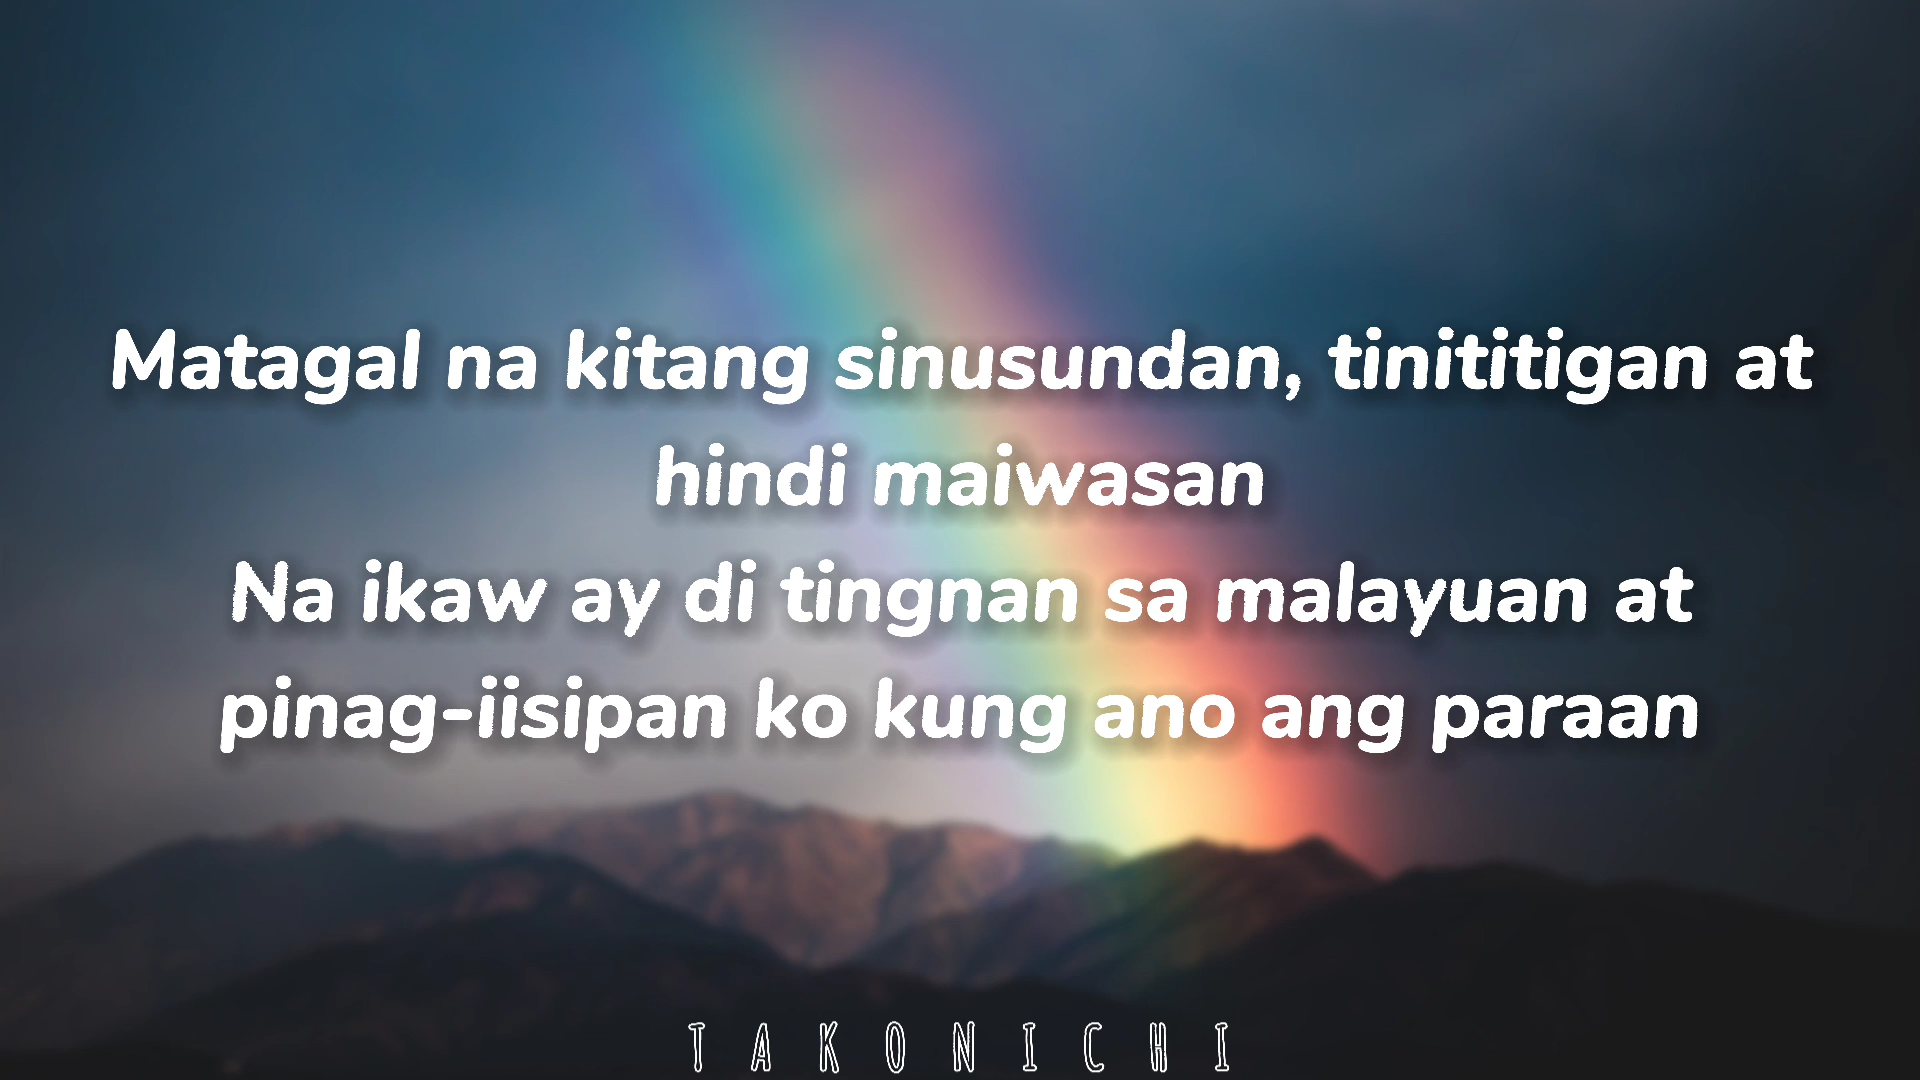 Matagal na kitang sinusundan, tinititigan at
hindi maiwasan
Na ikaw ay di tingnan sa malayuan at
pinag-iisipan ko kung ano ang paraan
TAKONICHI